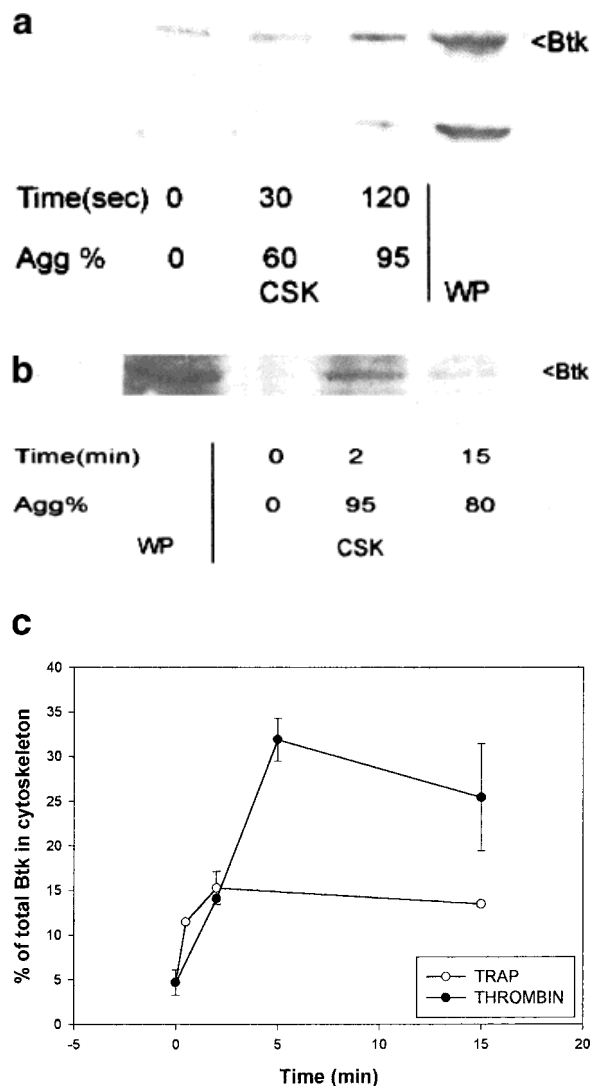 a
<Btk
Time(sec) 0 30 120
Agg % 0 60 95
CSK WP
b
<Btk
Time(min) 0 2 15
Agg% 0 95 80
WP CSK
c
40
35
30
25
20
15
10
5
0
% of total Btk in cytoskeleton
TRAP
THROMBIN
-5 0 5 10 15 20
Time (min)